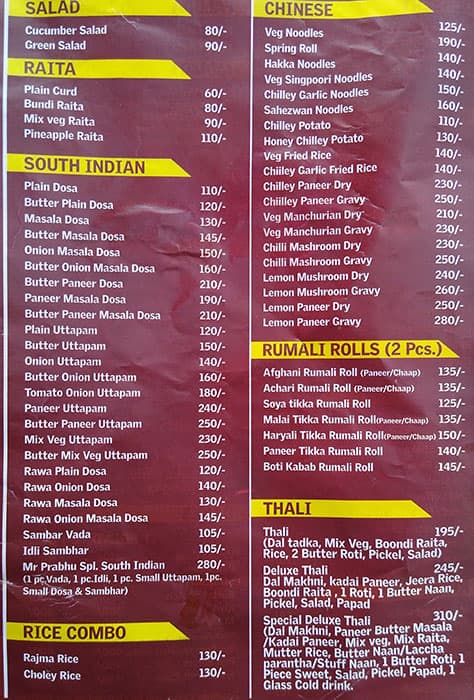 SALAD
Cucumber Salad 80/-
Green Salad 90/-
RAITA
Plain Curd 60/-
Bundi Raita 80/-
Mix veg Raita 90/-
Pineapple Raita 110/-
SOUTH INDIAN
Plain Dosa 110/-
Butter Plain Dosa 120/-
Masala Dosa 130/-
Butter Masala Dosa 145/-
Onion Masala Dosa 150/-
Butter Onion Masala Dosa 160/-
Butter Paneer Dosa 210/-
Paneer Masala Dosa 190/-
Butter Paneer Masala Dosa 210/-
Plain Uttapam 120/-
Butter Uttapam 150/-
Onion Uttapam 140/-
Butter Onion Uttapam 160/-
Tomato Onion Uttapam 180/-
Paneer Uttapam 240/-
Butter Paneer Uttapam 250/-
Mix Veg Uttapam 230/-
Butter Mix Veg Uttapam 250/-
Rawa Plain Dosa 120/-
Rawa Onion Dosa 140/-
Rawa Masala Dosa 130/-
Rawa Onion Masala Dosa 145/-
Sambar Vada 105/-
Idli Sambhar 105/-
Mr Prabhu Spl. South Indian 280/-
(1 pc.Vada, 1 pc.Idli, 1 pc. Small Uttapam, 1pc.
Small Dosa & Sambhar)
RICE COMBO
Rajma Rice 130/-
Choley Rice 130/-
CHINESE
Veg Noodles 125/-
Spring Roll 190/-
Hakka Noodles 140/-
Veg Singpoori Noodles 140/-
Chilley Garlic Noodles 150/-
Sahezwan Noodles 160/-
Chilley Potato 110/-
Honey Chilley Potato 130/-
Veg Fried Rice 140/-
Chiiley Garlic Fried Rice 140/-
Chilley Paneer Dry 230/-
Chiilley Paneer Gravy 250/-
Veg Manchurian Dry 210/-
Veg Manchurian Gravy 230/-
Chilli Mashroom Dry 230/-
Chilli Mashroom Gravy 250/-
Lemon Mushroom Dry 240/-
Lemon Mushroom Gravy 260/-
Lemon Paneer Dry 250/-
Lemon Paneer Gravy 280/-
RUMALI ROLLS (2 Pcs.)
Afghani Rumali Roll (Paneer/Chaap) 135/-
Achari Rumali Roll (Paneer/Chaap) 135/-
Soya tikka Rumali Roll 125/-
Malai Tikka Rumali Roll(Paneer/Chaap) 135/-
Haryali Tikka Rumali Roll(Paneer/Chaap) 150/-
Paneer Tikka Rumali Roll 140/-
Boti Kabab Rumali Roll 145/-
THALI
Thali 195/-
(Dal tadka, Mix Veg, Boondi Raita,
Rice, 2 Butter Roti, Pickel, Salad)
Deluxe Thali 245/-
Dal Makhni, kadai Paneer, Jeera Rice,
Boondi Raita , 1 Roti, 1 Butter Naan,
Pickel, Salad, Papad
Special Deluxe Thali 310/-
(Dal Makhni, Paneer Butter Masala
/Kadai Paneer, Mix veg, Mix Raita,
Mutter Rice, Butter Naan/Laccha
parantha/Stuff Naan, 1 Butter Roti, 1
Piece Sweet, Salad, Pickel, Papad, 1
Glass Cold drink.